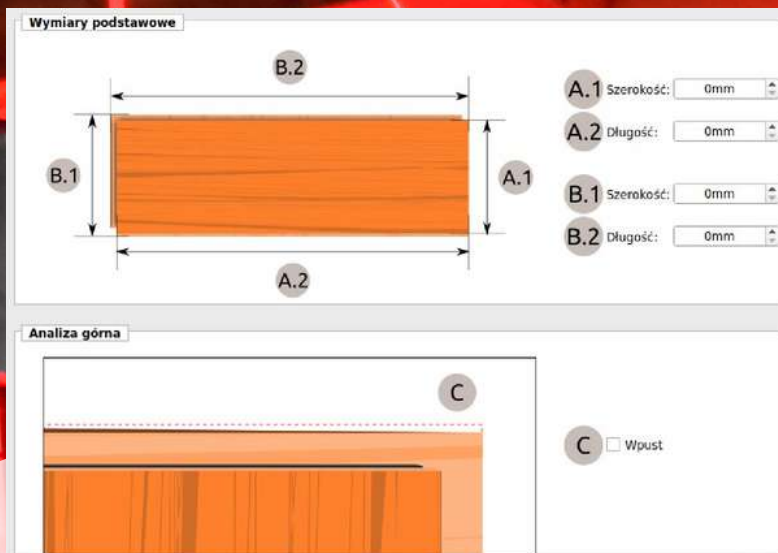 Wymiary podstawowe
B.2
B.1
A.1
A.2
A.1 Szerokość: 0mm
A.2 Długość: 0mm
B.1 Szerokość: 0mm
B.2 Długość: 0mm
Analiza górna
C
C Wpust